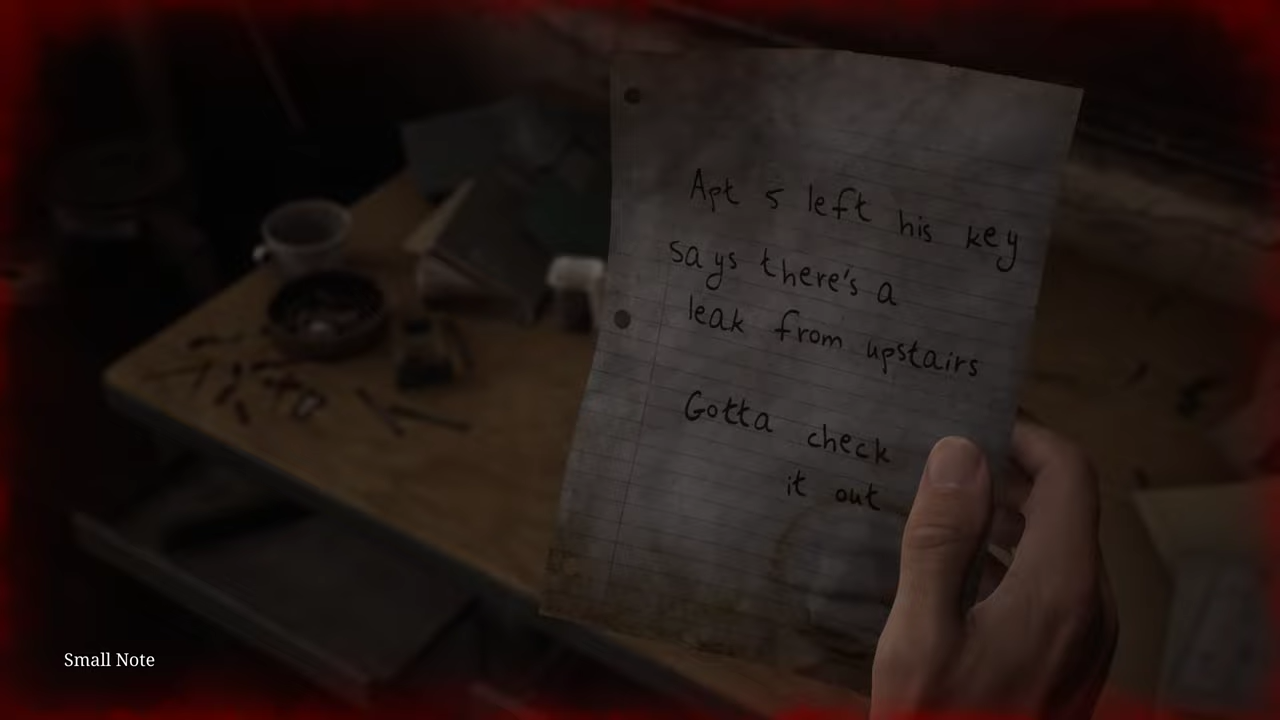 Apt 5 left his key
says there's a
leak from upstairs
Gotta check
it out
Small Note